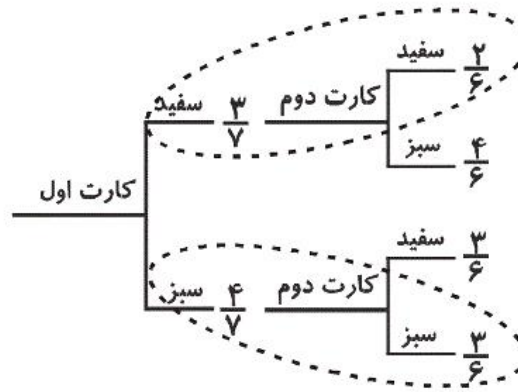 سفید ۲/۶
کارت دوم
سفید ۳/۷
سبز ۴/۶
کارت اول
سفید ۳/۶
کارت دوم
سبز ۴/۷
سبز ۳/۶